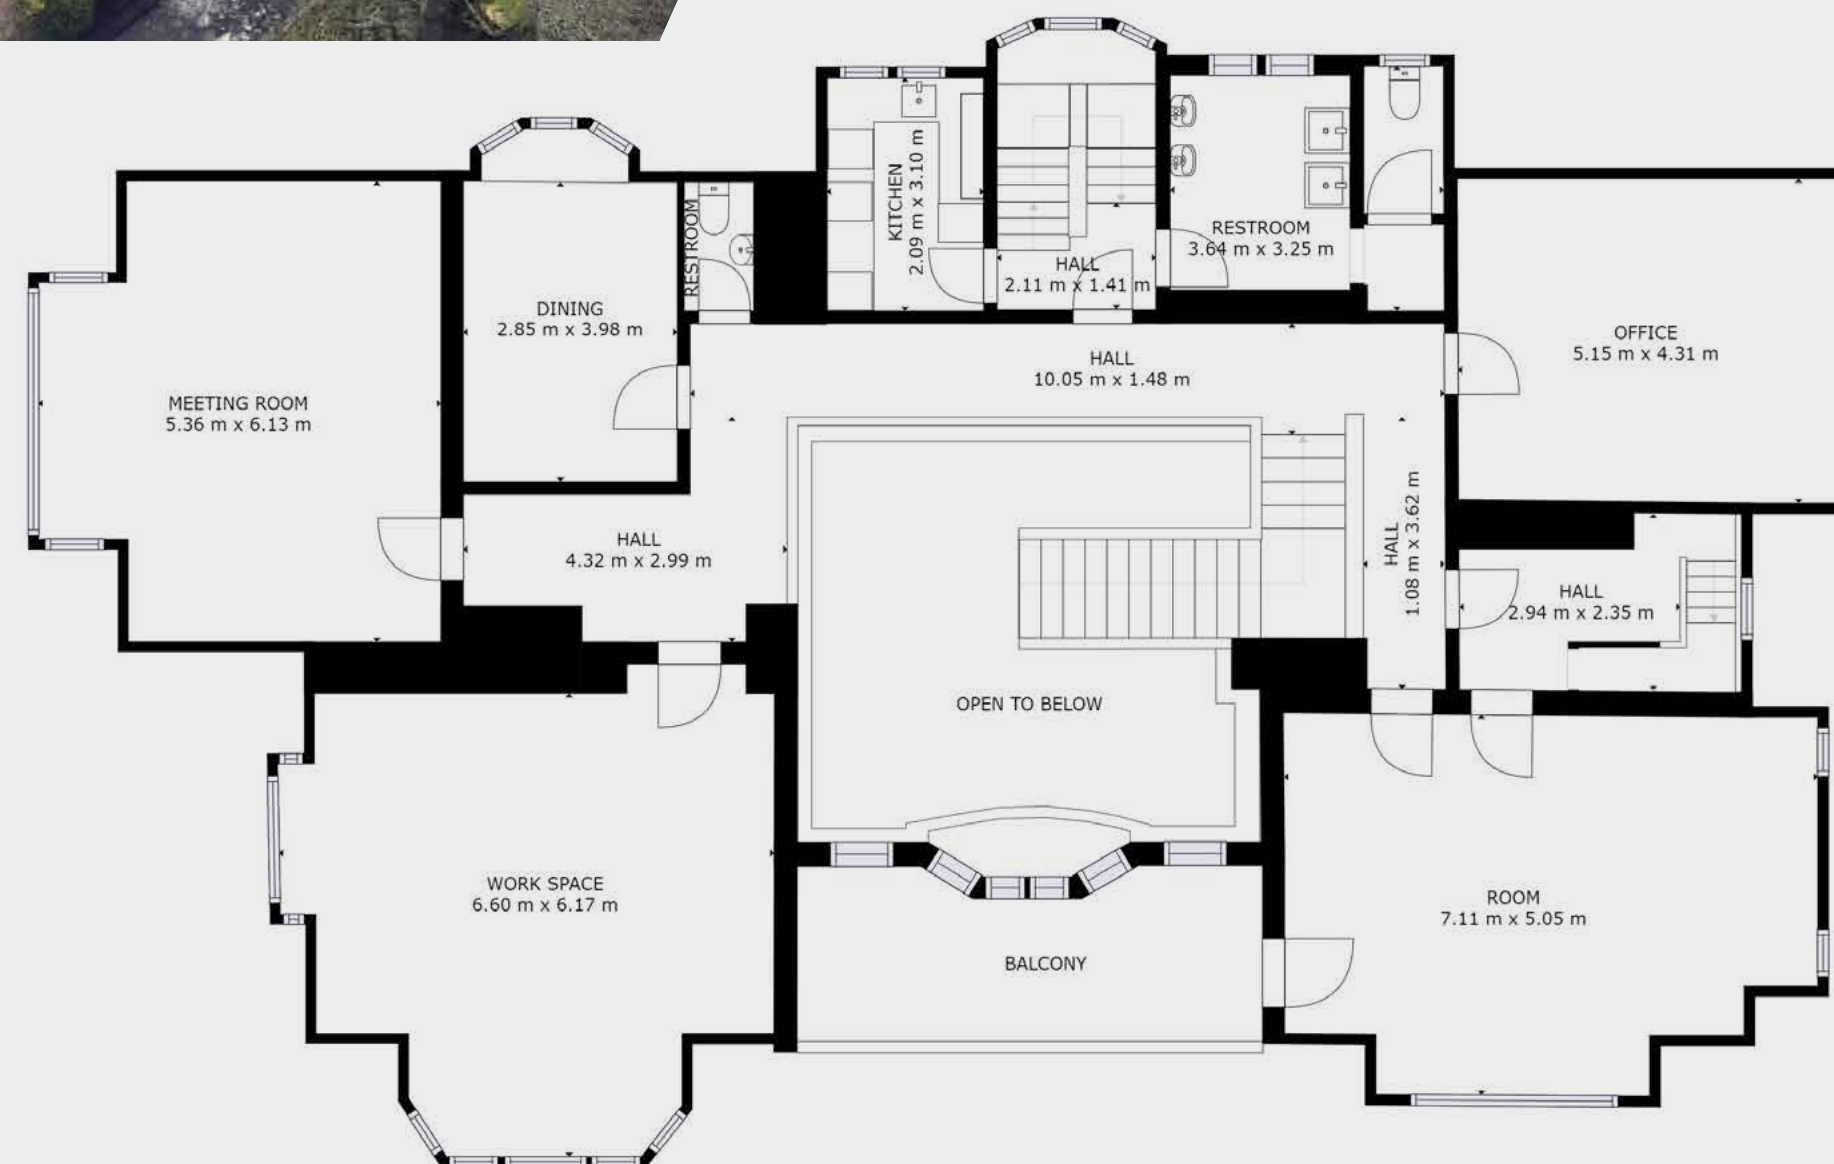 KITCHEN
2.09 m x 3.10 m
RESTROOM
RESTROOM
3.64 m x 3.25 m
HALL
2.11 m x 1.41 m
DINING
2.85 m x 3.98 m
OFFICE
5.15 m x 4.31 m
HALL
10.05 m x 1.48 m
MEETING ROOM
5.36 m x 6.13 m
HALL
4.32 m x 2.99 m
HALL
1.08 m x 3.62 m
HALL
2.94 m x 2.35 m
OPEN TO BELOW
WORK SPACE
6.60 m x 6.17 m
ROOM
7.11 m x 5.05 m
BALCONY